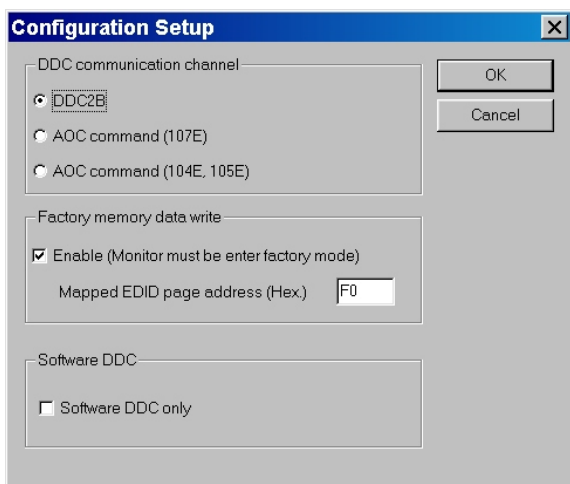 Configuration Setup
DDC communication channel
DDC2B
AOC command (107E)
AOC command (104E, 105E)
OK
Cancel
Factory memory data write
Enable (Monitor must be enter factory mode)
Mapped EDID page address (Hex.) F0
Software DDC
Software DDC only